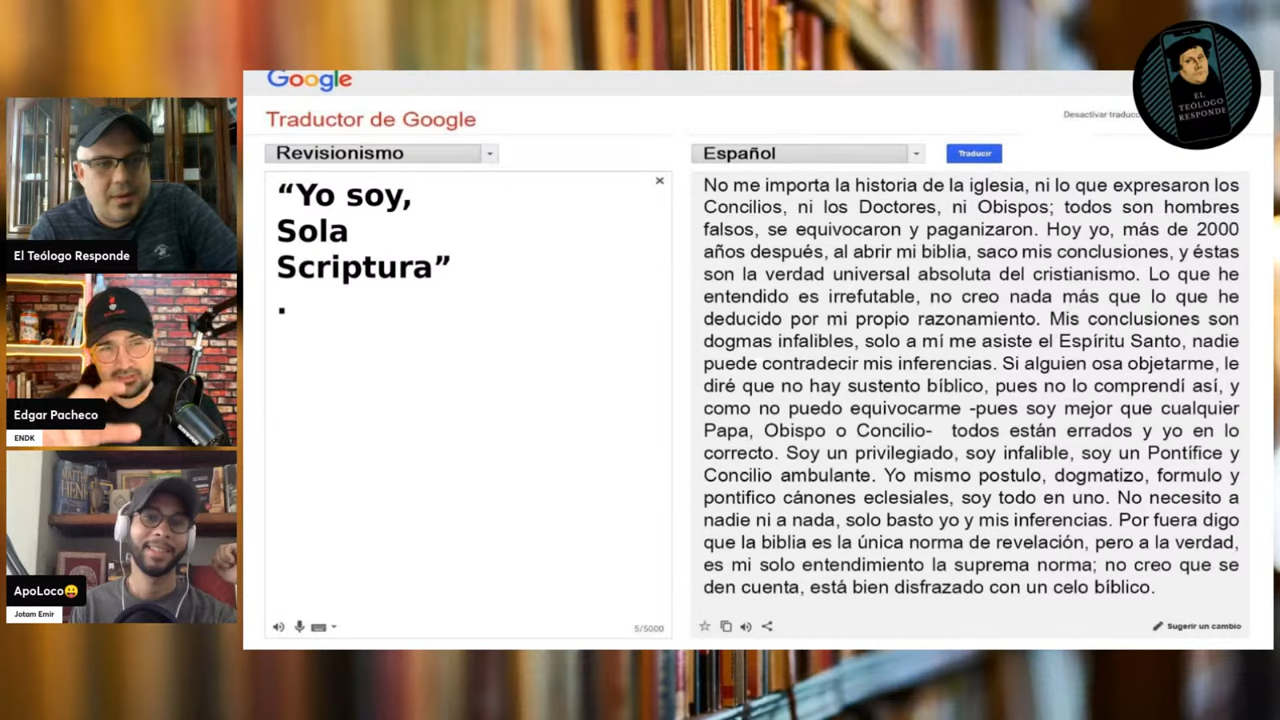 Google
Traductor de Google
Desactivar traducc
EL
TEÓLOGO
RESPONDE
Revisionismo
Español
Traducir
“Yo soy,
Sola
Scriptura”
.
5/5000
No me importa la historia de la iglesia, ni lo que expresaron los
Concilios, ni los Doctores, ni Obispos; todos son hombres
falsos, se equivocaron y paganizaron. Hoy yo, más de 2000
años después, al abrir mi biblia, saco mis conclusiones, y éstas
son la verdad universal absoluta del cristianismo. Lo que he
entendido es irrefutable, no creo nada más que lo que he
deducido por mi propio razonamiento. Mis conclusiones son
dogmas infalibles, solo a mí me asiste el Espíritu Santo, nadie
puede contradecir mis inferencias. Si alguien osa objetarme, le
diré que no hay sustento bíblico, pues no lo comprendí así, y
como no puedo equivocarme -pues soy mejor que cualquier
Papa, Obispo o Concilio- todos están errados y yo en lo
correcto. Soy un privilegiado, soy infalible, soy un Pontífice y
Concilio ambulante. Yo mismo postulo, dogmatizo, formulo y
pontifico cánones eclesiales, soy todo en uno. No necesito a
nadie ni a nada, solo basto yo y mis inferencias. Por fuera digo
que la biblia es la única norma de revelación, pero a la verdad,
es mi solo entendimiento la suprema norma; no creo que se
den cuenta, está bien disfrazado con un celo bíblico.
Sugerir un cambio
El Teólogo Responde
Edgar Pacheco
ENDK
MATTHEW
HEN
ApoLoco😛
Jotam Emir